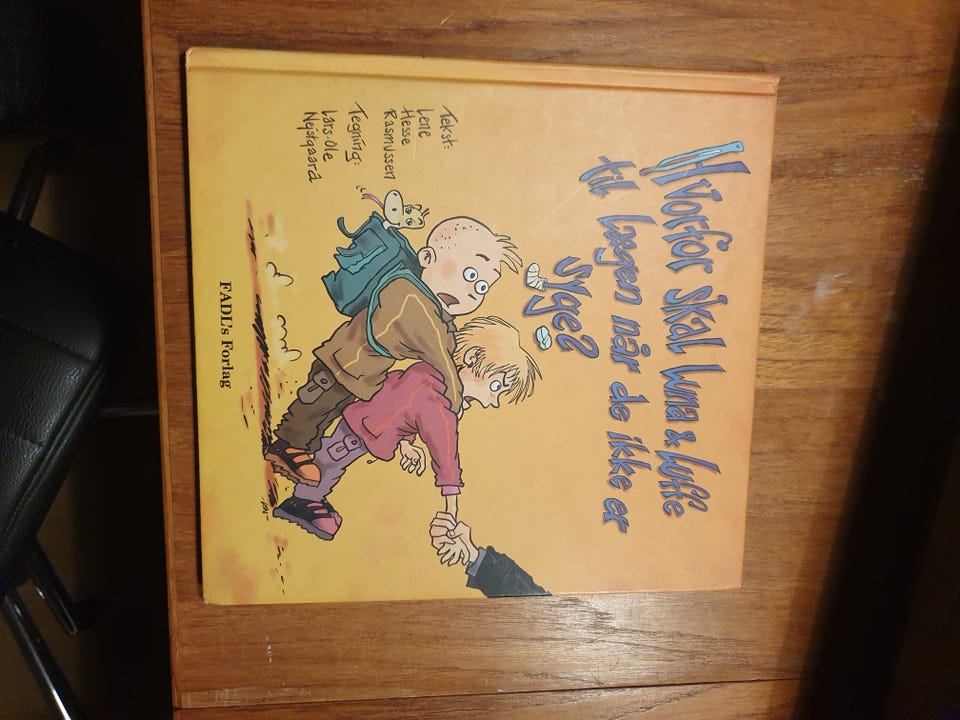 Hvorfor skal Luna & Luffe
til lægen når de ikke er
syge?
Tekst:
Lene
Hesse
Rasmussen
Tegning:
Lars-Ole
Nejstgaard
FADL's Forlag